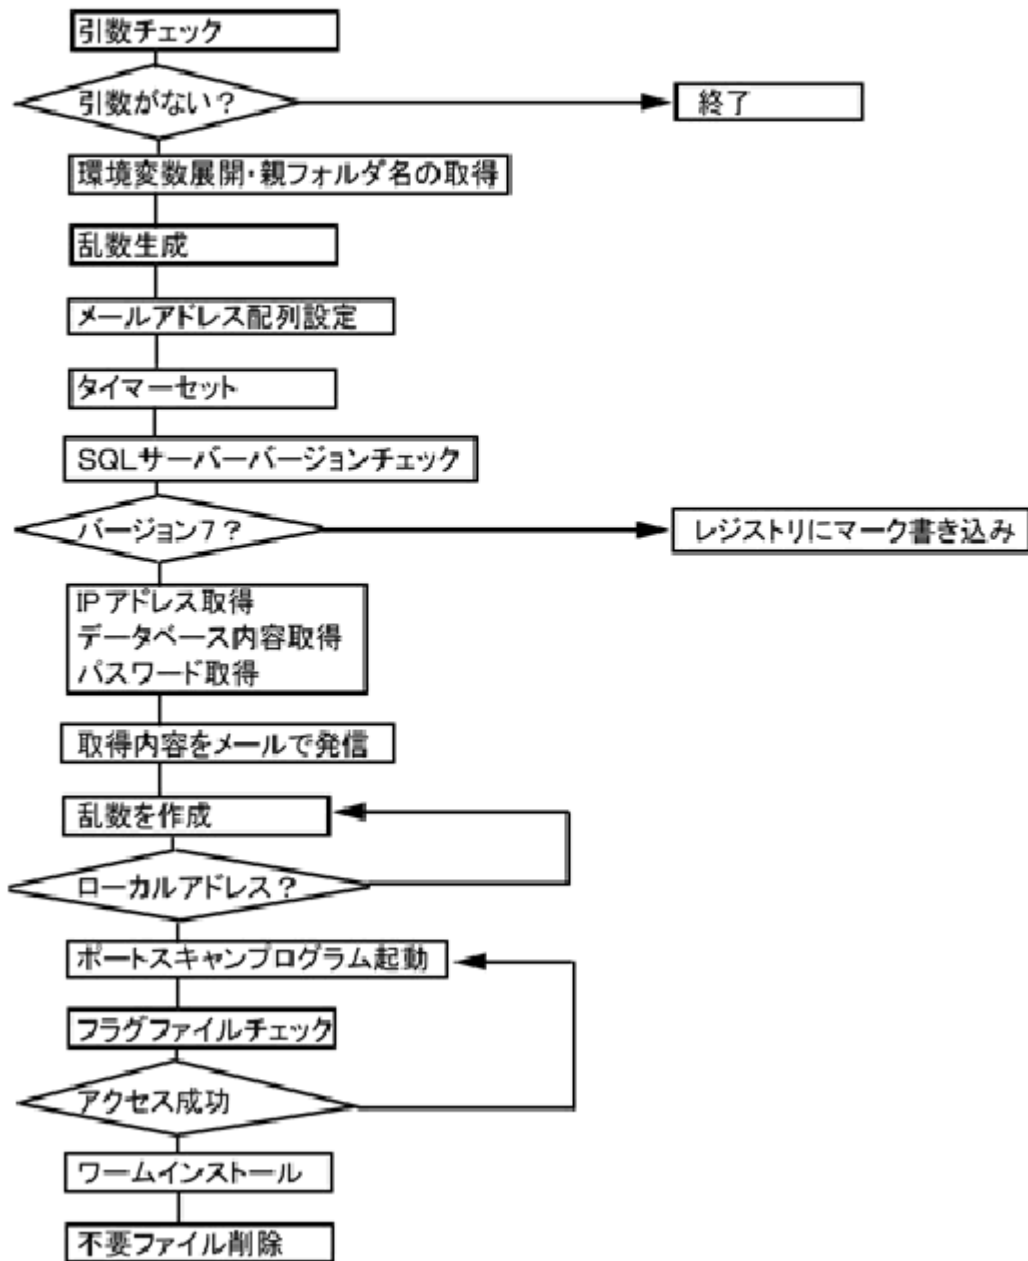 引数チェック
引数がない？
終了
環境変数展開・親フォルダ名の取得
乱数生成
メールアドレス配列設定
タイマーセット
SQLサーバーバージョンチェック
バージョン7？
レジストリにマーク書き込み
IPアドレス取得
データベース内容取得
パスワード取得
取得内容をメールで発信
乱数を作成
ローカルアドレス？
ポートスキャンプログラム起動
フラグファイルチェック
アクセス成功
ワームインストール
不要ファイル削除